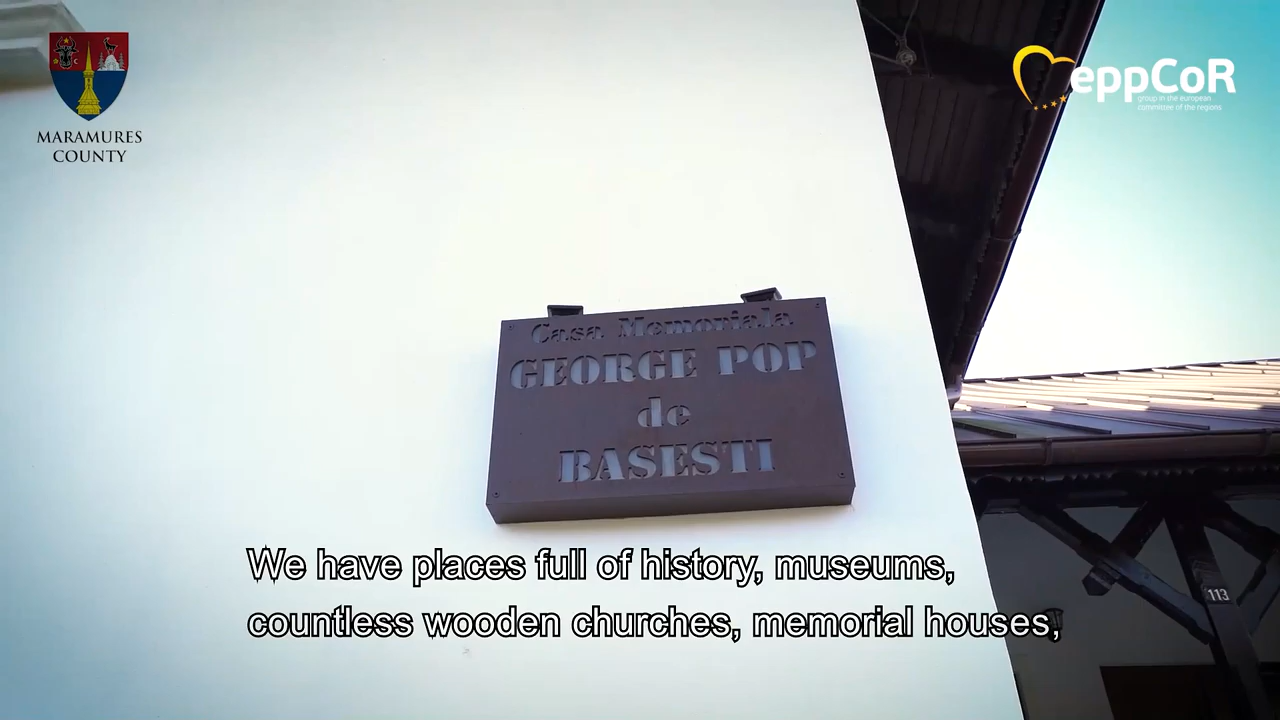 MARAMURES
COUNTY
eppCoR
group in the european
committee of the regions
Casa Memoriala
GEORGE POP
de
BASESTI
113
We have places full of history, museums,
countless wooden churches, memorial houses,